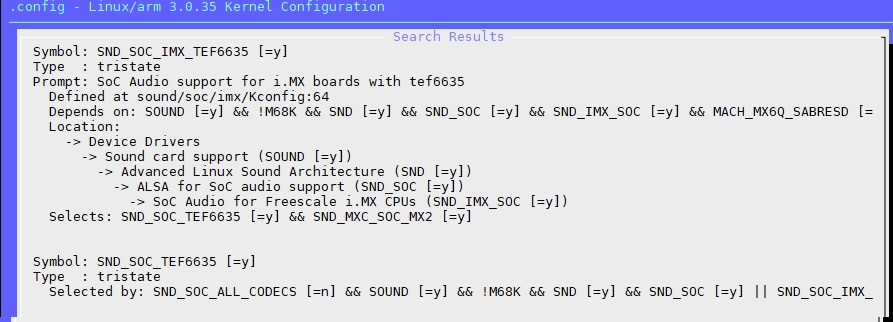 .config - Linux/arm 3.0.35 Kernel Configuration
Search Results
Symbol: SND_SOC_IMX_TEF6635 [=y]
Type  : tristate
Prompt: SoC Audio support for i.MX boards with tef6635
Defined at sound/soc/imx/Kconfig:64
Depends on: SOUND [=y] && !M68K && SND [=y] && SND_SOC [=y] && SND_IMX_SOC [=y] && MACH_MX6Q_SABRESD [=
Location:
-> Device Drivers
-> Sound card support (SOUND [=y])
-> Advanced Linux Sound Architecture (SND [=y])
-> ALSA for SoC audio support (SND_SOC [=y])
-> SoC Audio for Freescale i.MX CPUs (SND_IMX_SOC [=y])
Selects: SND_SOC_TEF6635 [=y] && SND_MXC_SOC_MX2 [=y]
Symbol: SND_SOC_TEF6635 [=y]
Type  : tristate
Selected by: SND_SOC_ALL_CODECS [=n] && SOUND [=y] && !M68K && SND [=y] && SND_SOC [=y] || SND_SOC_IMX_